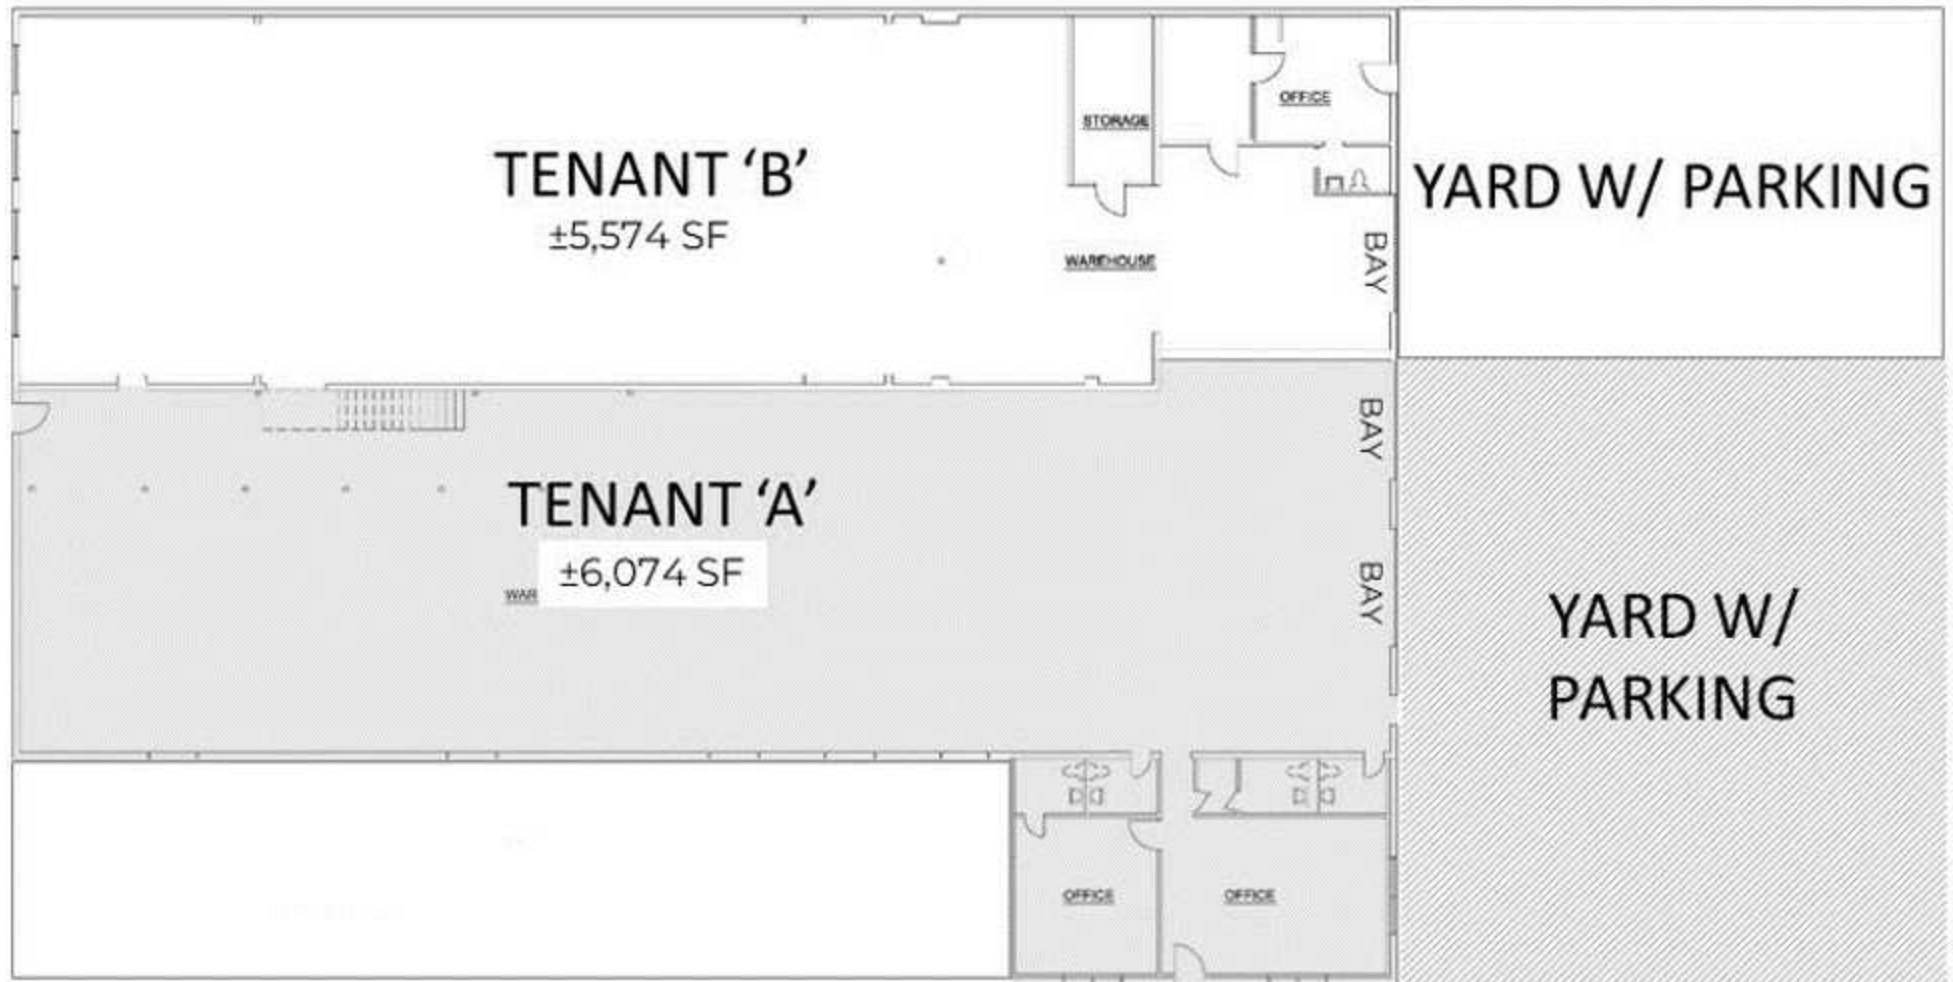 OFFICE
STORAGE
TENANT ‘B’
±5,574 SF
YARD W/ PARKING
BAY
WAREHOUSE
BAY
TENANT ‘A’
±6,074 SF
WAR
BAY
YARD W/
PARKING
OFFICE
OFFICE